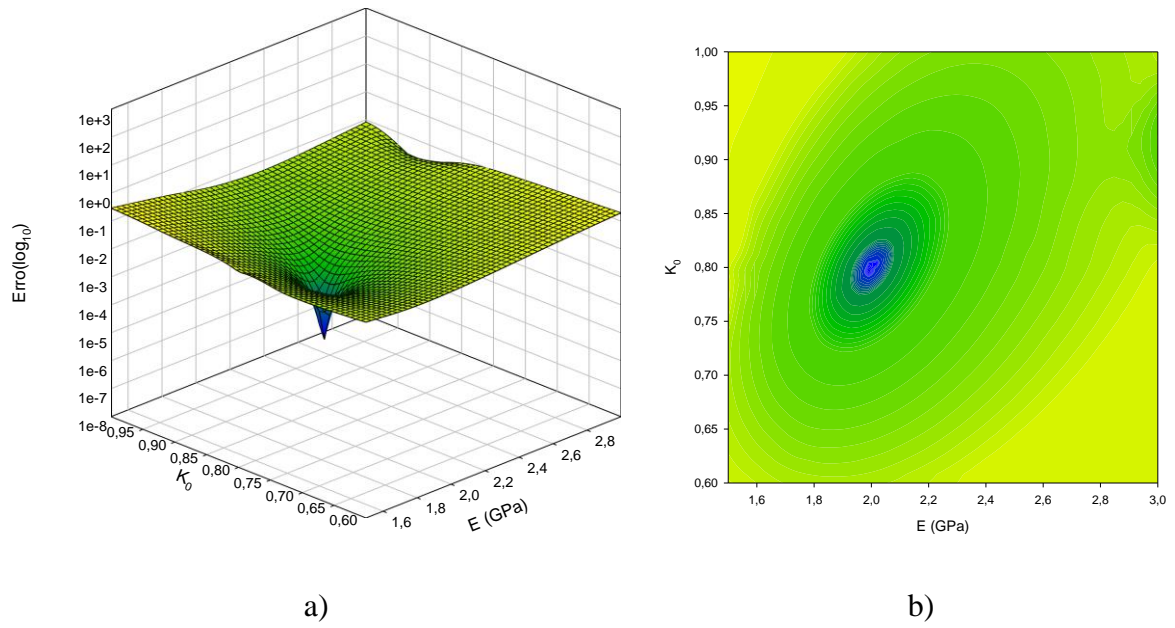 1e+3
1e+2
1e+1
1e+0
1e-1
1e-2
1e-3
1e-4
1e-5
1e-6
1e-7
1e-8
Erro(log10)
0,95
0,90
0,85
0,80
0,75
0,70
0,65
0,60
K0
1,6
1,8
2,0
2,2
2,4
2,6
2,8
E (GPa)
a)
1,00
0,95
0,90
0,85
0,80
0,75
0,70
0,65
0,60
K0
1,6 1,8 2,0 2,2 2,4 2,6 2,8 3,0
E (GPa)
b)